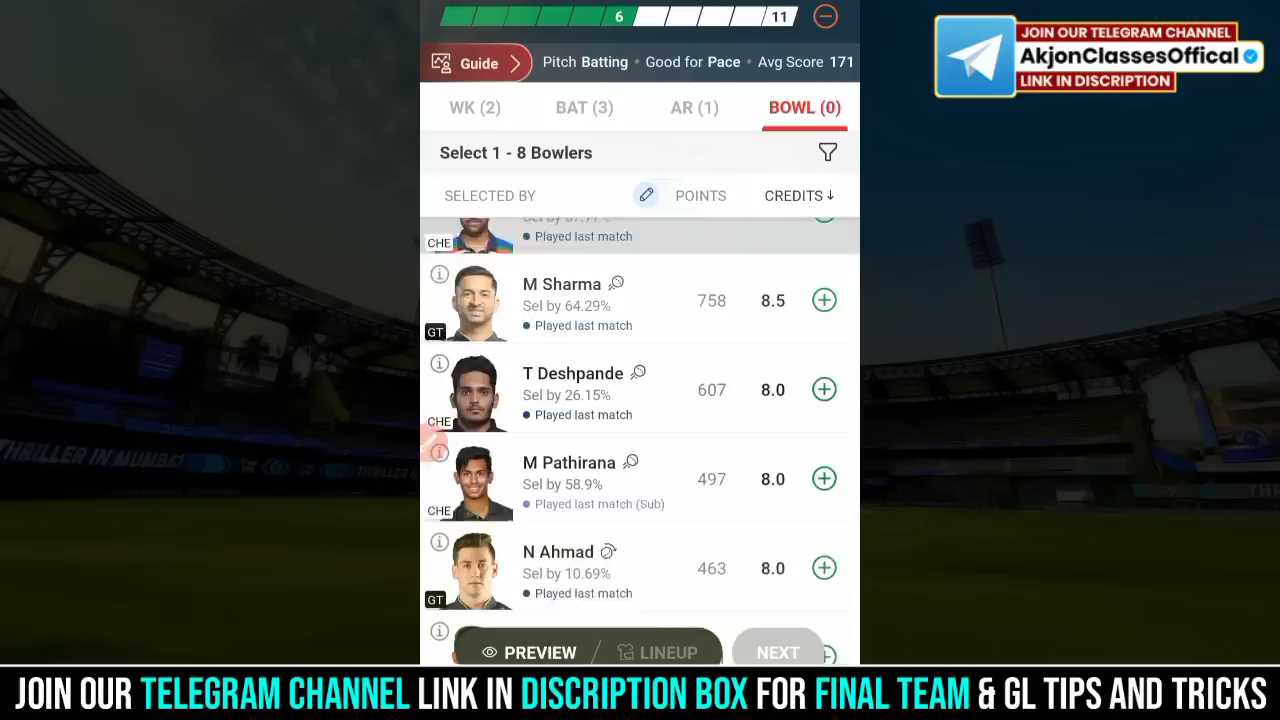 6
11
JOIN OUR TELEGRAM CHANNEL
AkjonClassesOffical
LINK IN DISCRIPTION
Guide
Pitch Batting • Good for Pace • Avg Score 171
WK (2)
BAT (3)
AR (1)
BOWL (0)
Select 1 - 8 Bowlers
SELECTED BY
POINTS
CREDITS↓
Played last match
CHE
M Sharma
Sel by 64.29%
758
8.5
Played last match
GT
T Deshpande
Sel by 26.15%
607
8.0
Played last match
CHE
M Pathirana
Sel by 58.9%
497
8.0
Played last match (Sub)
CHE
N Ahmad
Sel by 10.69%
463
8.0
Played last match
GT
PREVIEW
LINEUP
NEXT
THRILLER IN MUMBAI
JOIN OUR TELEGRAM CHANNEL LINK IN DISCRIPTION BOX FOR FINAL TEAM & GL TIPS AND TRICKS